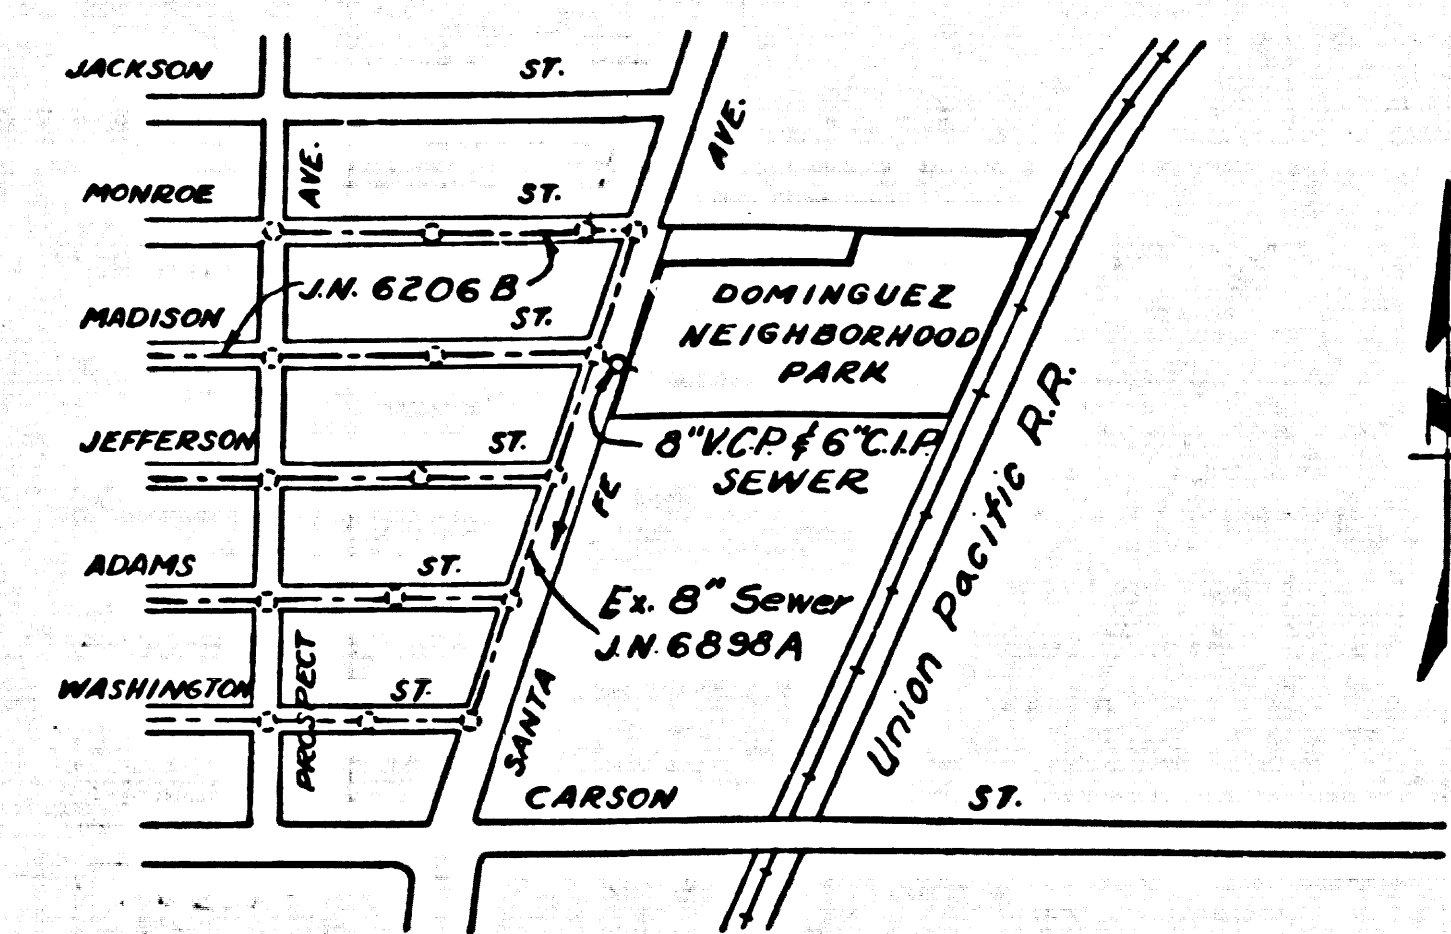 JACKSON ST.
AVE.
MONROE AVE. ST.
J.N. 6206 B
MADISON ST.
DOMINGUEZ
NEIGHBORHOOD
PARK
JEFFERSON ST.
8" V.C.P. & 6" C.I.P.
SEWER
Union Pacific R.R.
FE
ADAMS ST.
Ex. 8" Sewer
J.N. 6898 A
WASHINGTON ST.
PROSPECT
SANTA
CARSON ST.